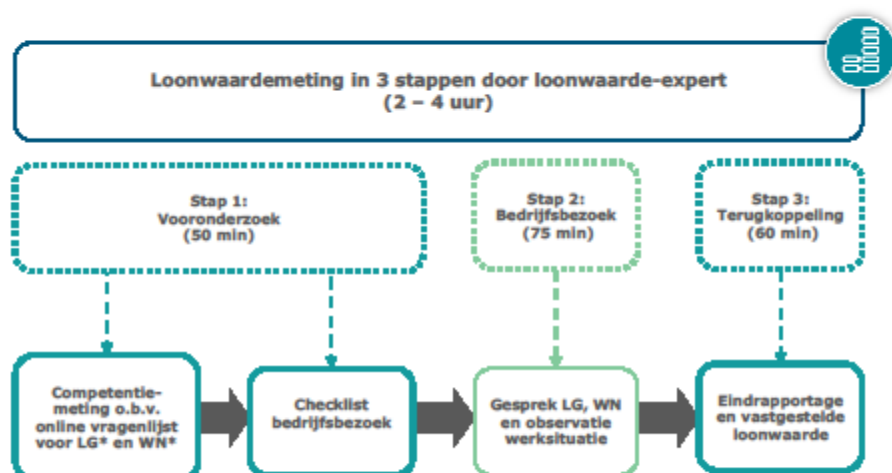 Loonwaardemeting in 3 stappen door loonwaarde-expert
(2 – 4 uur)
Stap 1:
Vooronderzoek
(50 min)
Stap 2:
Bedrijfsbezoek
(75 min)
Stap 3:
Terugkoppeling
(60 min)
Competentie-
meting o.b.v.
online vragenlijst
voor LG* en WN*
Checklist
bedrijfsbezoek
Gesprek LG, WN
en observatie
werksituatie
Eindrapportage
en vastgestelde
loonwaarde